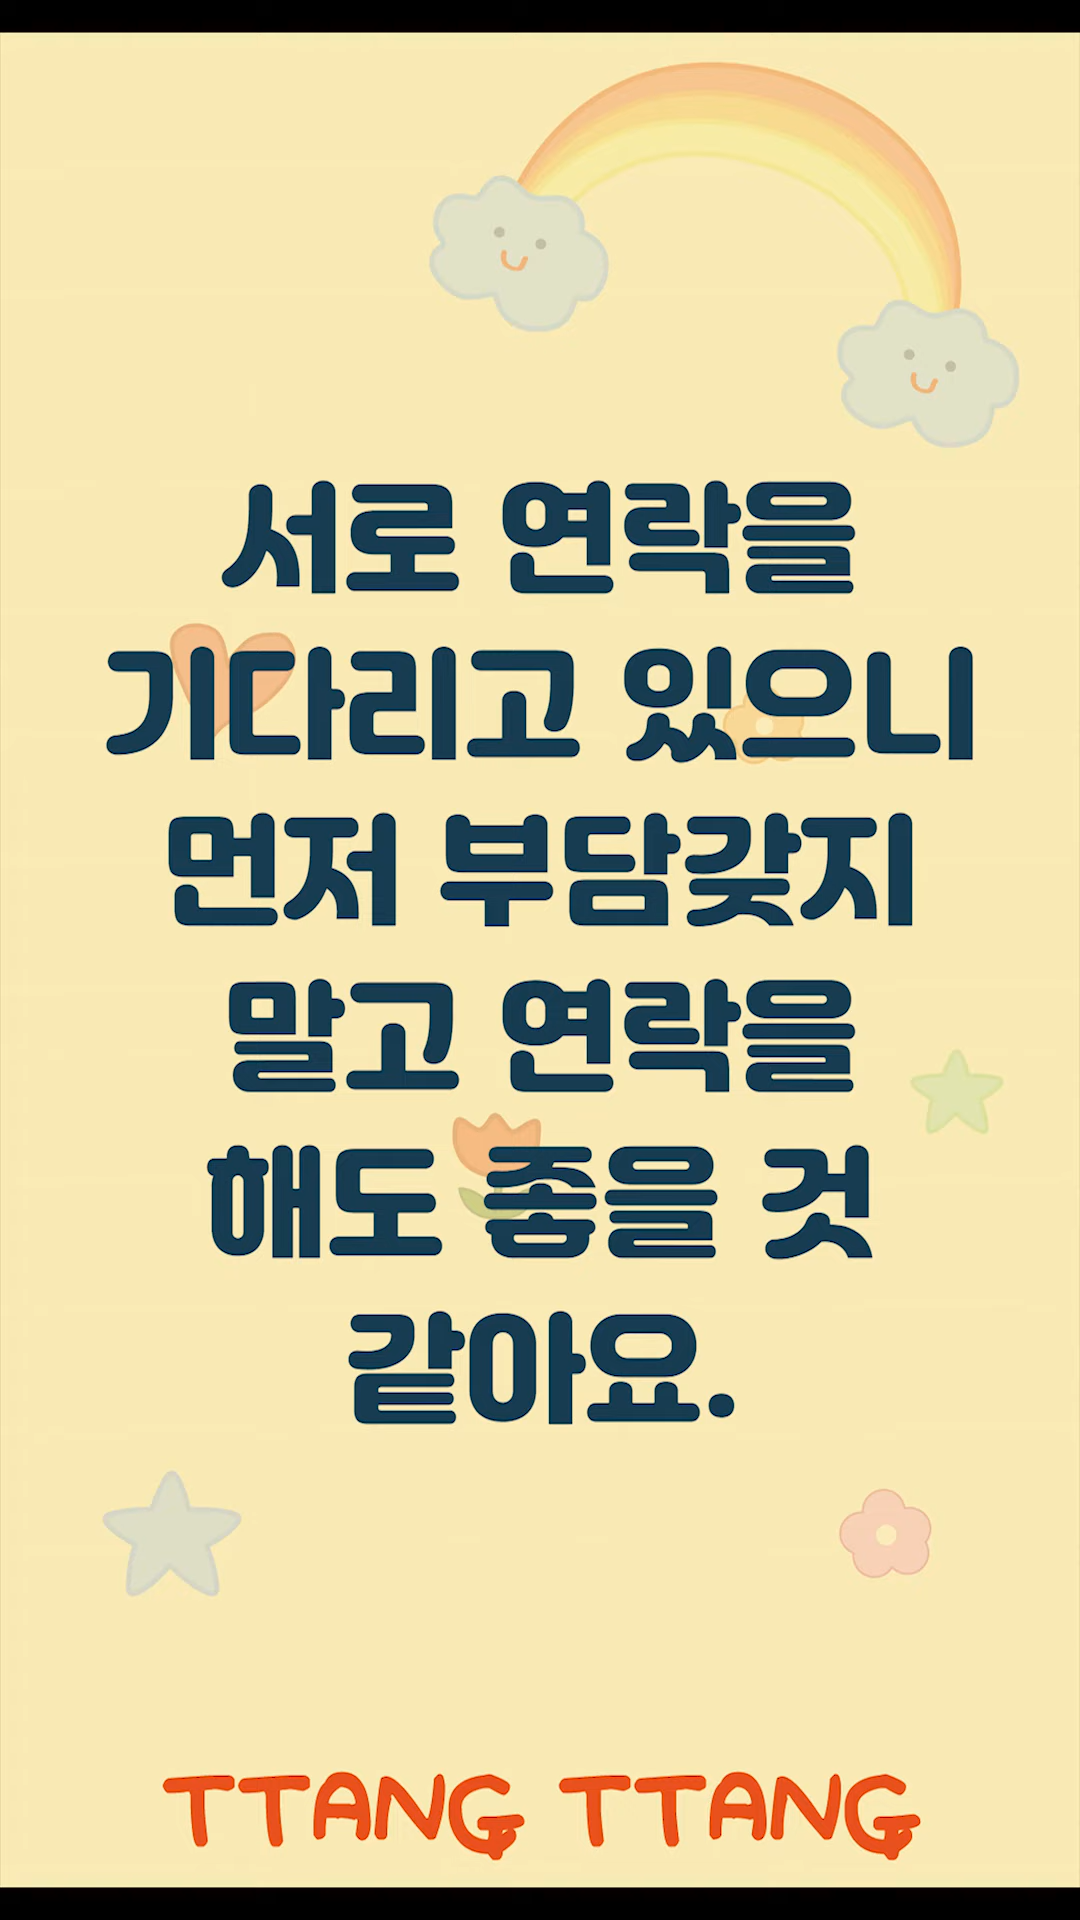 서로 연락을
기다리고 있으니
먼저 부담갖지
말고 연락을
해도 좋을 것
같아요.
TTANG TTANG